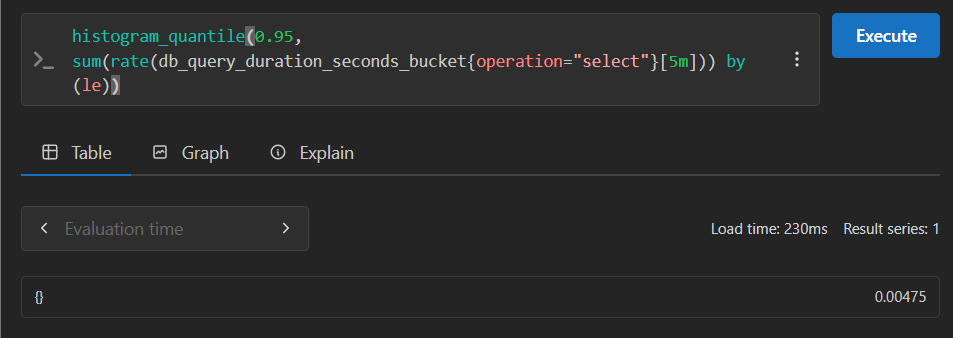 histogram_quantile(0.95,
sum(rate(db_query_duration_seconds_bucket{operation="select"}[5m])) by
(le))
Execute
Table Graph Explain
Evaluation time
Load time: 230ms Result series: 1
{} 0.00475